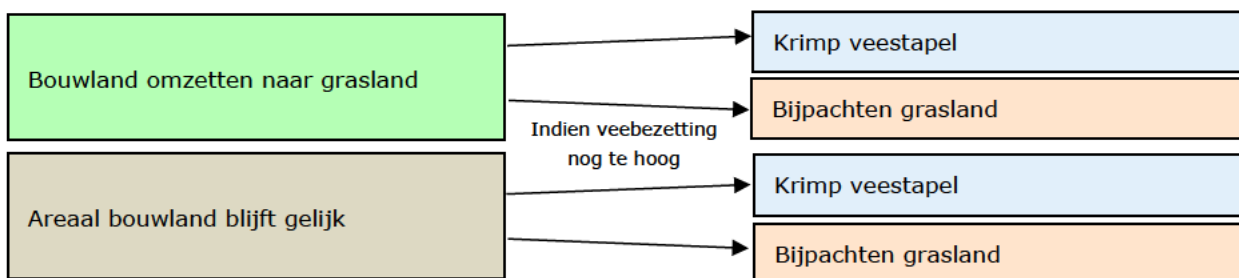 Bouwland omzetten naar grasland
Krimp veestapel
Bijpachten grasland
Indien veebezetting
nog te hoog
Areaal bouwland blijft gelijk
Krimp veestapel
Bijpachten grasland